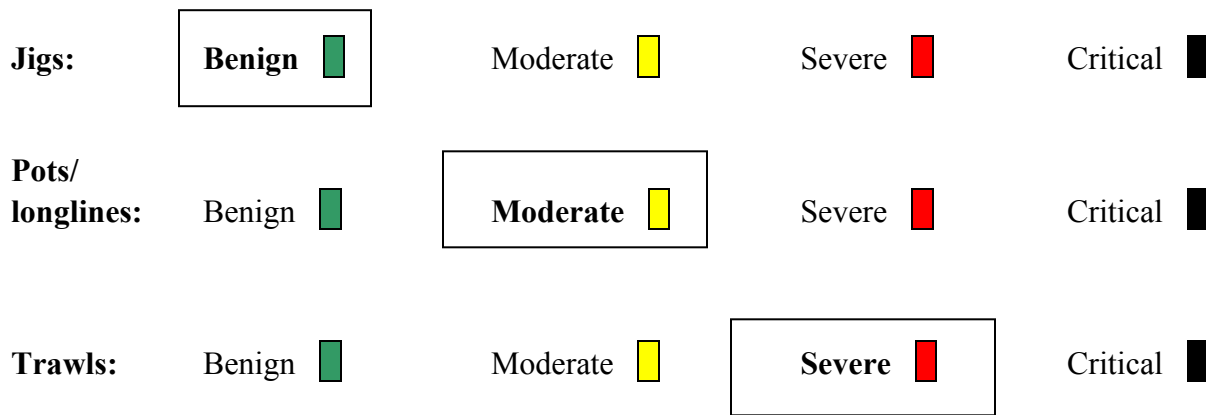 Jigs: Benign Moderate Severe Critical
Pots/
longlines: Benign Moderate Severe Critical
Trawls: Benign Moderate Severe Critical